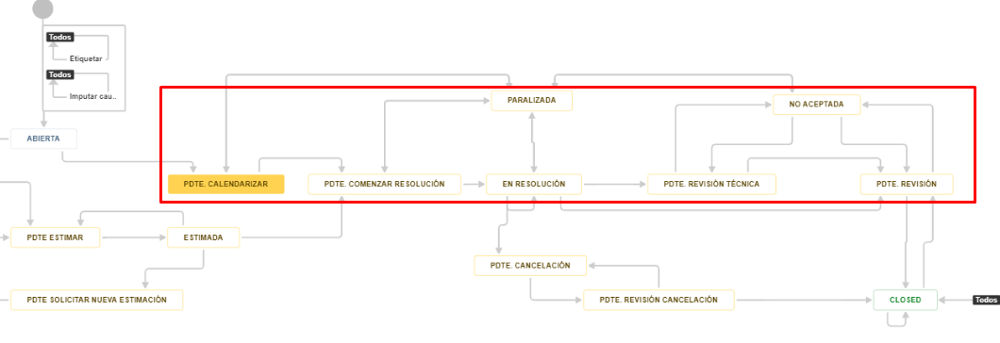 Todos
Etiquetar
Todos
Imputar cau..
PARALIZADA
NO ACEPTADA
ABIERTA
PDTE. CALENDARIZAR
PDTE. COMENZAR RESOLUCIÓN
EN RESOLUCIÓN
PDTE. REVISIÓN TÉCNICA
PDTE. REVISIÓN
PDTE ESTIMAR
ESTIMADA
PDTE. CANCELACIÓN
PDTE SOLICITAR NUEVA ESTIMACIÓN
PDTE. REVISIÓN CANCELACIÓN
CLOSED
Todos